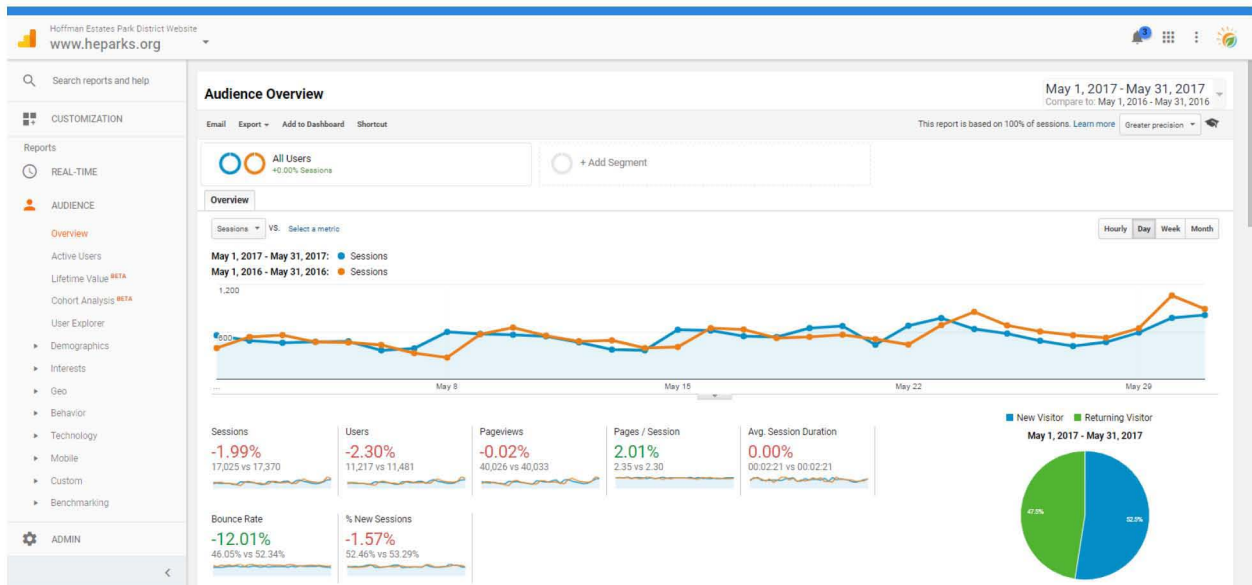 Hoffman Estates Park District Website
www.heparks.org
3
Search reports and help
CUSTOMIZATION
Reports
REAL-TIME
AUDIENCE
Overview
Active Users
Lifetime Value BETA
Cohort Analysis BETA
User Explorer
Demographics
Interests
Geo
Behavior
Technology
Mobile
Custom
Benchmarking
ADMIN
Audience Overview
May 1, 2017 - May 31, 2017
Compare to: May 1, 2016 - May 31, 2016
Email Export Add to Dashboard Shortcut
This report is based on 100% of sessions. Learn more Greater precision
All Users
+0.00% Sessions
+ Add Segment
Overview
Sessions VS. Select a metric
Hourly Day Week Month
May 1, 2017 - May 31, 2017: Sessions
May 1, 2016 - May 31, 2016: Sessions
1,200
600
... May 8 May 15 May 22 May 29
Sessions
-1.99%
17,025 vs 17,370
Users
-2.30%
11,217 vs 11,481
Pageviews
-0.02%
40,026 vs 40,033
Pages / Session
2.01%
2.35 vs 2.30
Avg. Session Duration
0.00%
00:02:21 vs 00:02:21
Bounce Rate
-12.01%
46.05% vs 52.34%
% New Sessions
-1.57%
52.46% vs 53.29%
New Visitor Returning Visitor
May 1, 2017 - May 31, 2017
47.5%
52.5%